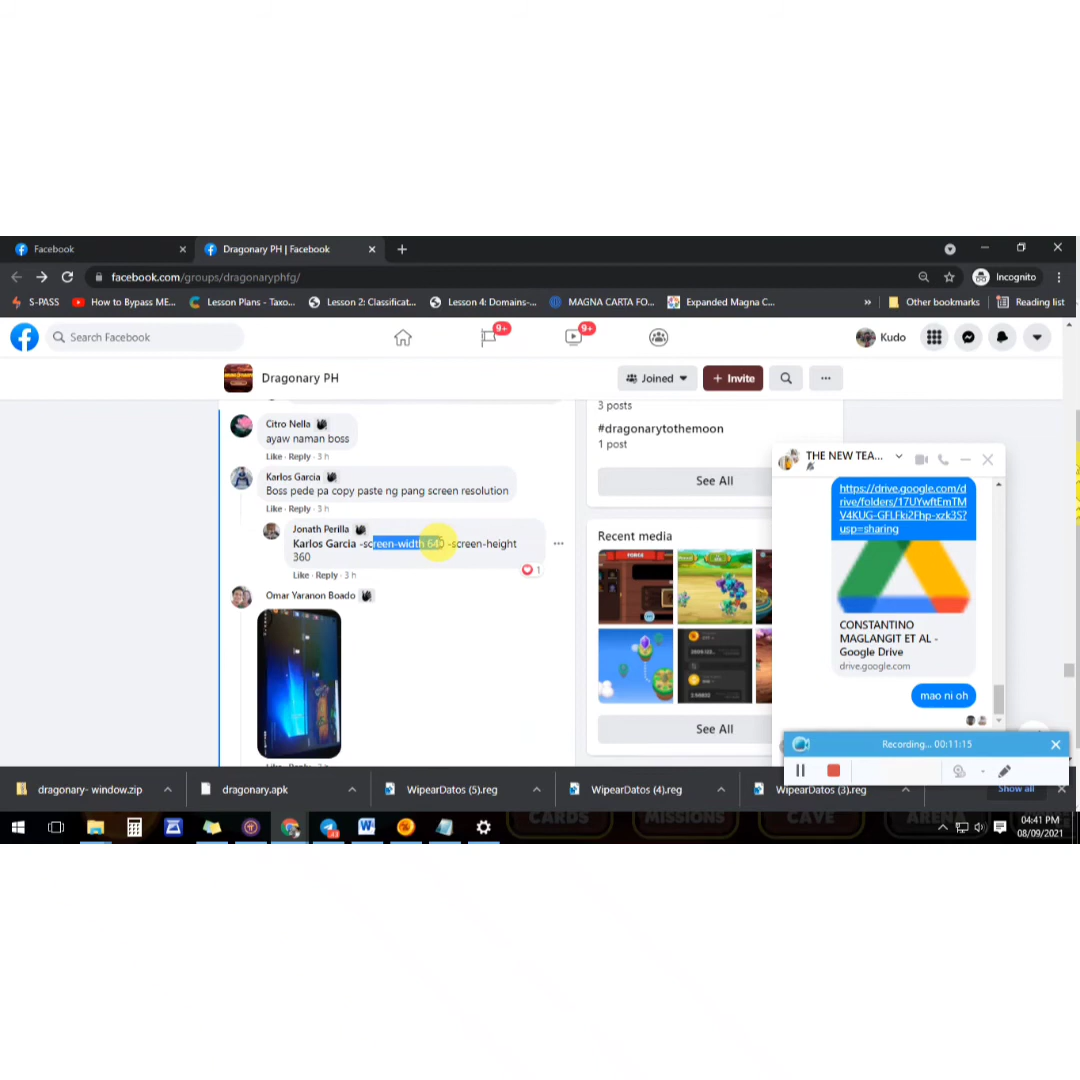 Facebook
Dragonary PH | Facebook
facebook.com/groups/dragonaryphfg/
Incognito
S-PASS
How to Bypass ME...
Lesson Plans - Taxo...
Lesson 2: Classificat...
Lesson 4: Domains-...
MAGNA CARTA FO...
Expanded Magna C...
»
Other bookmarks
Reading list
Search Facebook
9+
9+
Kudo
Dragonary PH
Joined
+ Invite
Citro Nella
ayaw naman boss
Like · Reply · 3 h
Karlos Garcia
Boss pede pa copy paste ng pang screen resolution
Like · Reply · 3 h
Jonath Perilla
Karlos Garcia -screen-width 640 -screen-height
360
Like · Reply · 3 h
1
Omar Yaranon Boado
3 posts
#dragonarytothemoon
1 post
See All
Recent media
See All
THE NEW TEA...
https://drive.google.com/d
rive/folders/17UYwftEmTM
V4KUG-GFLFki2Fhp-xzk3S?
usp=sharing
CONSTANTINO
MAGLANGIT ET AL -
Google Drive
drive.google.com
mao ni oh
Recording... 00:11:15
dragonary- window.zip
dragonary.apk
WipearDatos (5).reg
WipearDatos (4).reg
WipearDatos (3).reg
Show all
CARDS
MISSIONS
CAVE
04:41 PM
08/09/2021